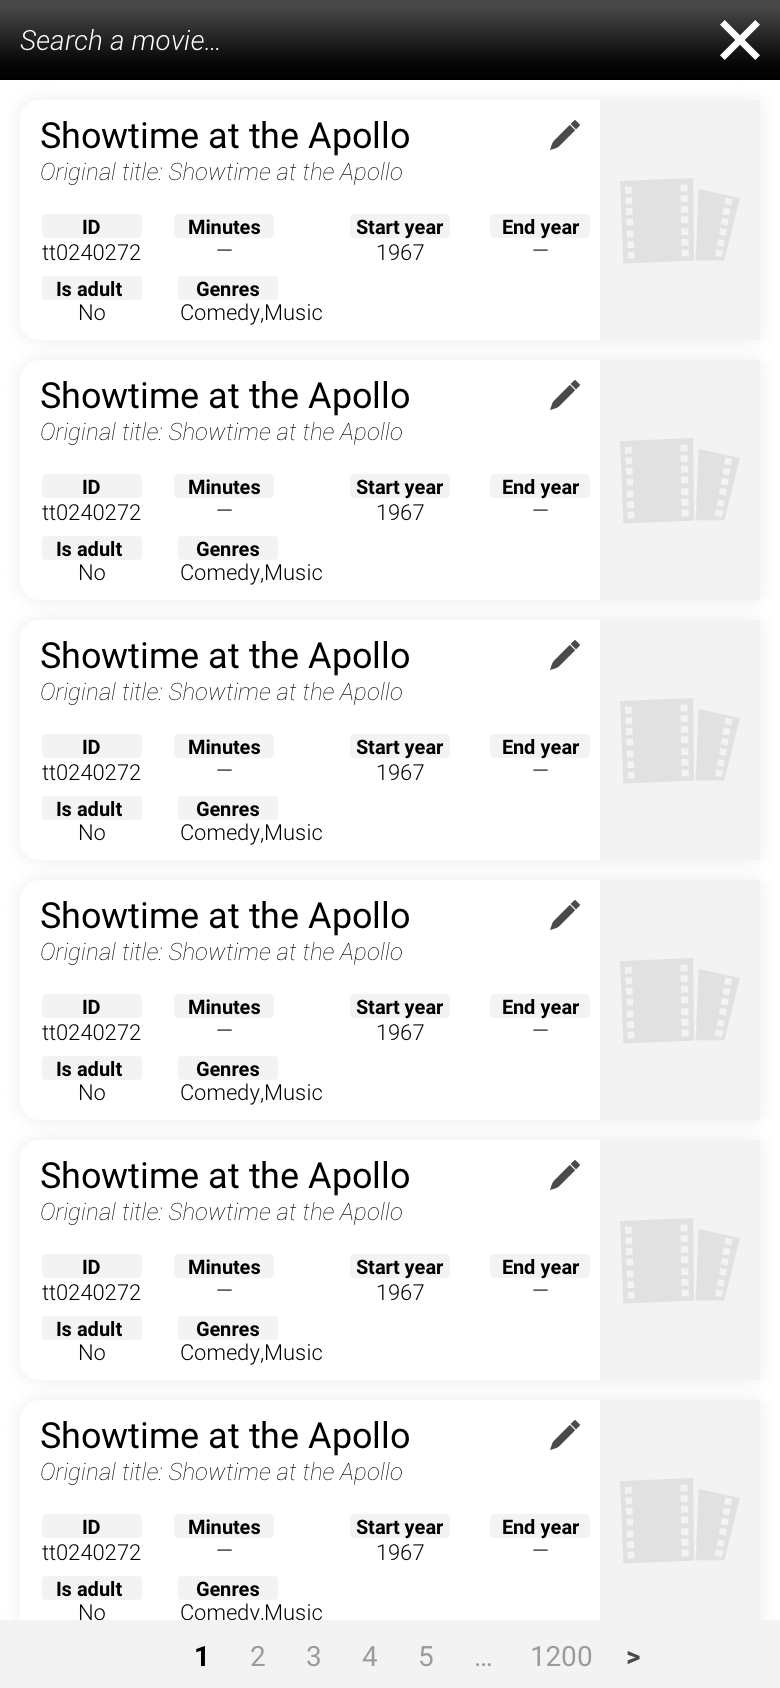 Search a movie...
Showtime at the Apollo
Original title: Showtime at the Apollo
ID Minutes Start year End year
tt0240272 — 1967 —
Is adult Genres
No Comedy,Music
Showtime at the Apollo
Original title: Showtime at the Apollo
ID Minutes Start year End year
tt0240272 — 1967 —
Is adult Genres
No Comedy,Music
Showtime at the Apollo
Original title: Showtime at the Apollo
ID Minutes Start year End year
tt0240272 — 1967 —
Is adult Genres
No Comedy,Music
Showtime at the Apollo
Original title: Showtime at the Apollo
ID Minutes Start year End year
tt0240272 — 1967 —
Is adult Genres
No Comedy,Music
Showtime at the Apollo
Original title: Showtime at the Apollo
ID Minutes Start year End year
tt0240272 — 1967 —
Is adult Genres
No Comedy,Music
Showtime at the Apollo
Original title: Showtime at the Apollo
ID Minutes Start year End year
tt0240272 — 1967 —
Is adult Genres
No Comedy,Music
1 2 3 4 5 ... 1200 >